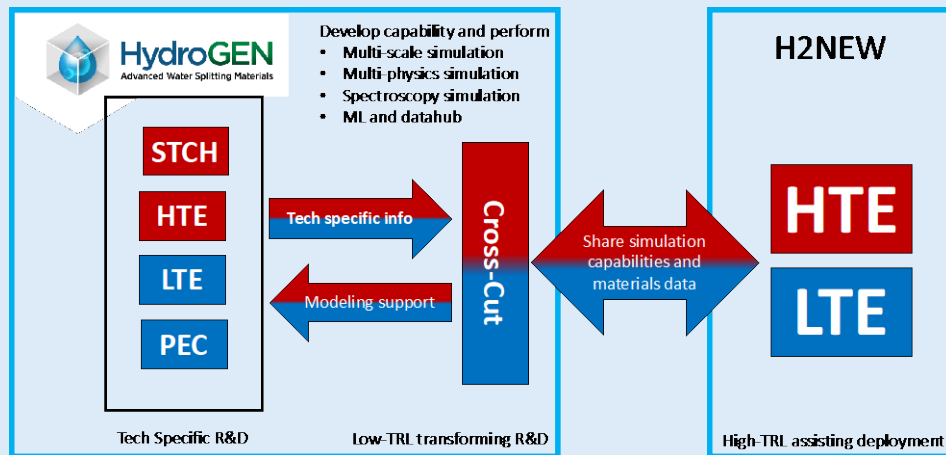 HydroGEN
Advanced Water Splitting Materials
Develop capability and perform
• Multi-scale simulation
• Multi-physics simulation
• Spectroscopy simulation
• ML and datahub
H2NEW
STCH
HTE
LTE
PEC
Tech specific info
Modeling support
Cross-Cut
Share simulation
capabilities and
materials data
HTE
LTE
Tech Specific R&D
Low-TRL transforming R&D
High-TRL assisting deployment